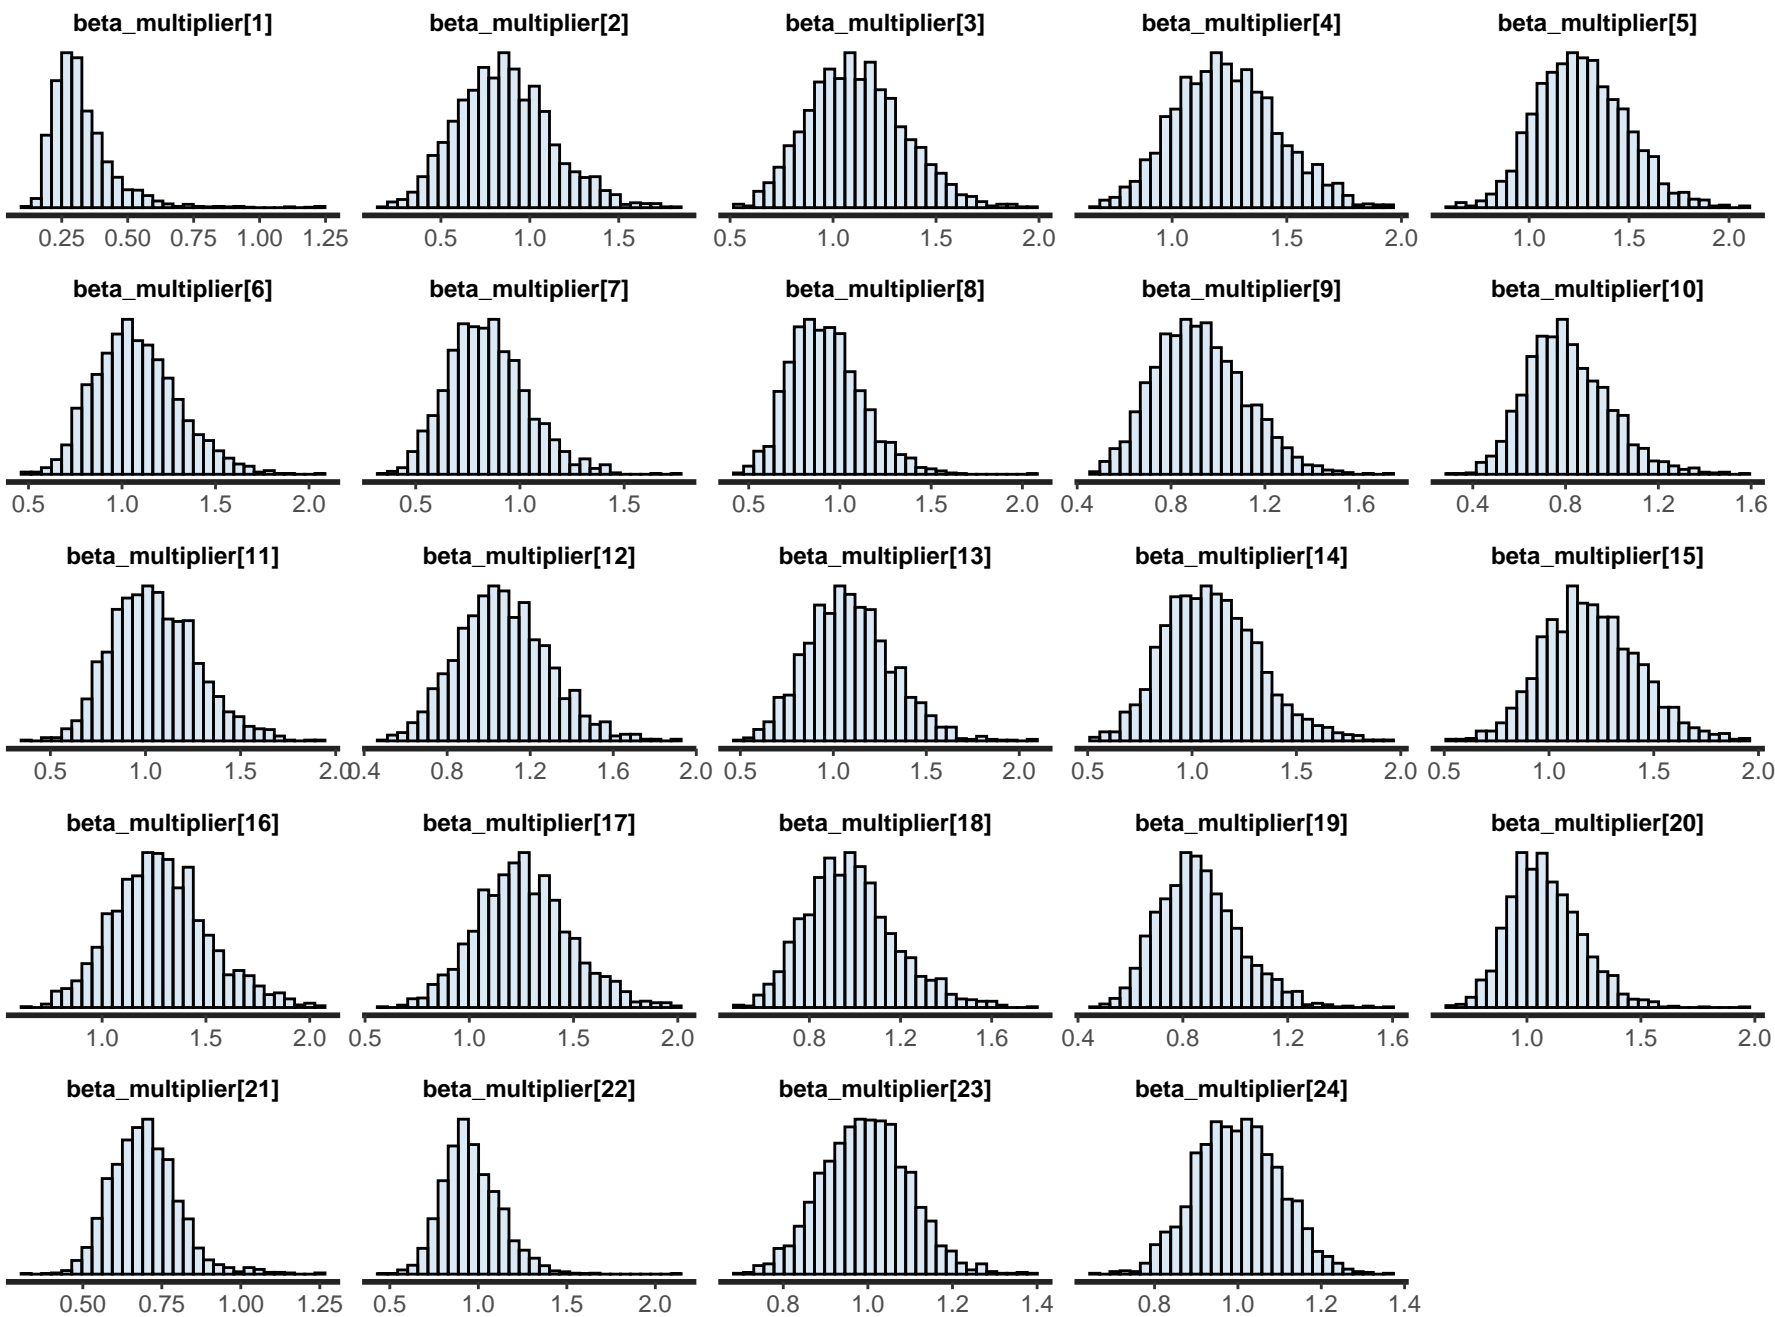 beta_multiplier[1] beta_multiplier[2] beta_multiplier[3] beta_multiplier[4] beta_multiplier[5]
0.25 0.50 0.75 1.00 1.25 0.5 1.0 1.5 0.5 1.0 1.5 2.0 1.0 1.5 2.0 1.0 1.5 2.0
beta_multiplier[6] beta_multiplier[7] beta_multiplier[8] beta_multiplier[9] beta_multiplier[10]
0.5 1.0 1.5 2.0 0.5 1.0 1.5 0.5 1.0 1.5 2.0 0.4 0.8 1.2 1.6 0.4 0.8 1.2 1.6
beta_multiplier[11] beta_multiplier[12] beta_multiplier[13] beta_multiplier[14] beta_multiplier[15]
0.5 1.0 1.5 2.0 0.4 0.8 1.2 1.6 2.0 0.5 1.0 1.5 2.0 0.5 1.0 1.5 2.0 0.5 1.0 1.5 2.0
beta_multiplier[16] beta_multiplier[17] beta_multiplier[18] beta_multiplier[19] beta_multiplier[20]
1.0 1.5 2.0 0.5 1.0 1.5 2.0 0.8 1.2 1.6 0.4 0.8 1.2 1.6 1.0 1.5 2.0
beta_multiplier[21] beta_multiplier[22] beta_multiplier[23] beta_multiplier[24]
0.50 0.75 1.00 1.25 0.5 1.0 1.5 2.0 0.8 1.0 1.2 1.4 0.8 1.0 1.2 1.4